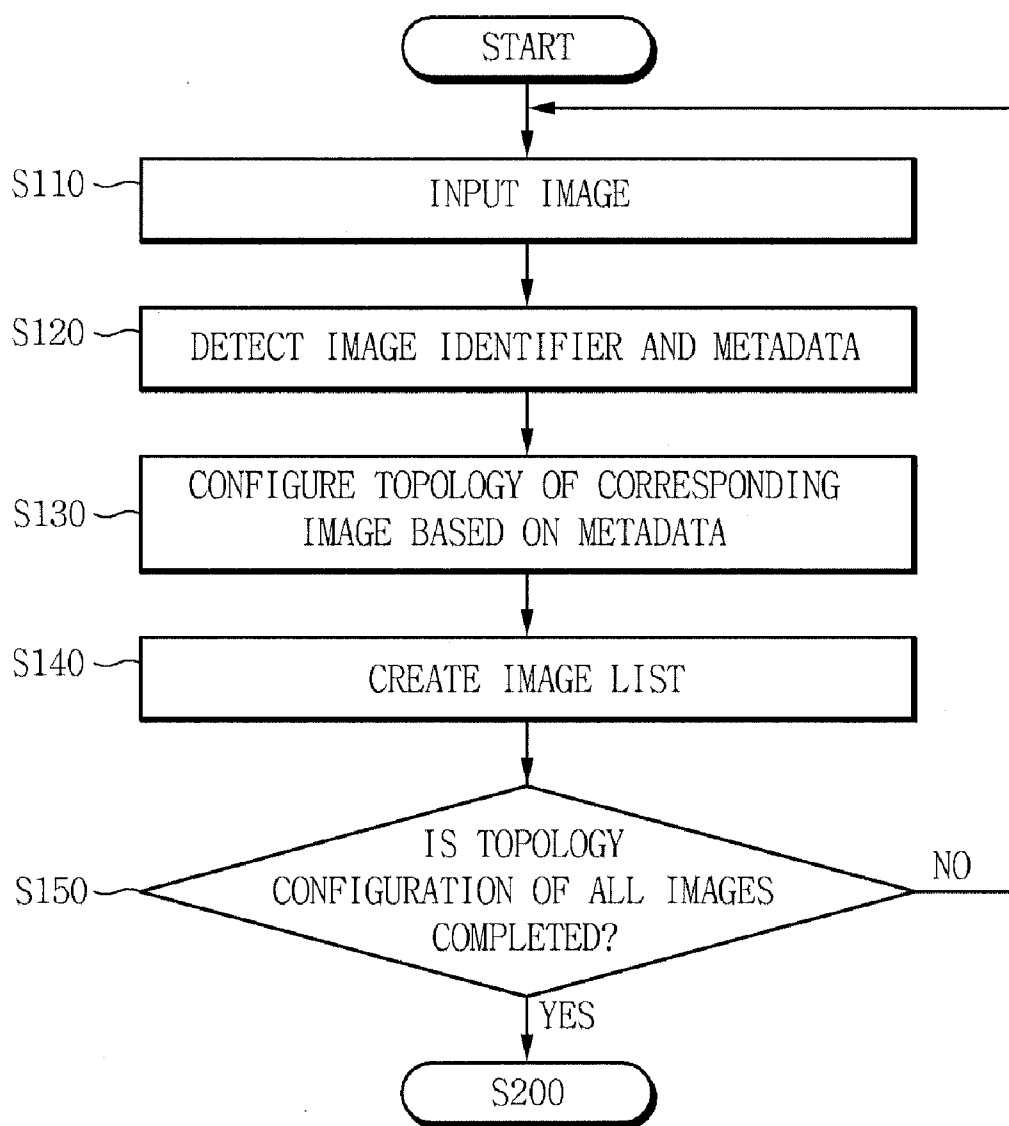 START
S110
INPUT IMAGE
S120
DETECT IMAGE IDENTIFIER AND METADATA
S130
CONFIGURE TOPOLOGY OF CORRESPONDING
IMAGE BASED ON METADATA
S140
CREATE IMAGE LIST
S150
IS TOPOLOGY
CONFIGURATION OF ALL IMAGES
COMPLETED?
NO
YES
S200